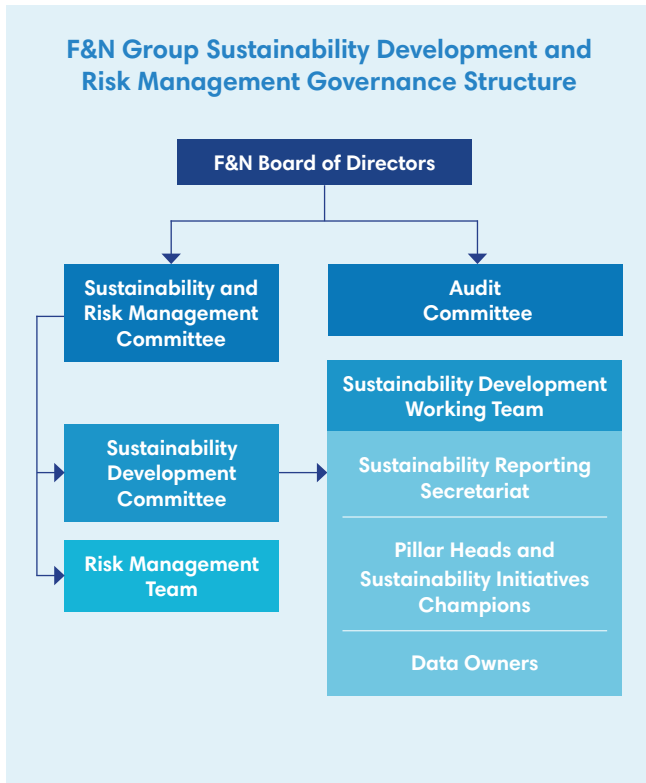 F&N Group Sustainability Development and
Risk Management Governance Structure
F&N Board of Directors
Sustainability and
Risk Management
Committee
Audit
Committee
Sustainability Development
Working Team
Sustainability
Development
Committee
Sustainability Reporting
Secretariat
Risk Management
Team
Pillar Heads and
Sustainability Initiatives
Champions
Data Owners